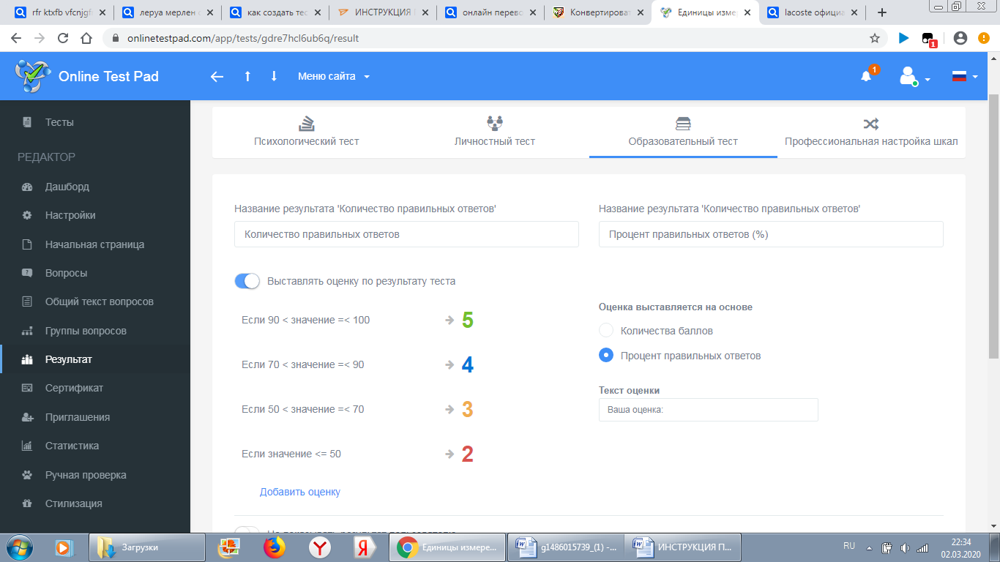 rfr ktxfb vfcnjgf
леруа мерлен
как создать тес
ИНСТРУКЦИЯ
онлайн перево
Конвертироват
Единицы измер
lacoste официа
onlinetestpad.com/app/tests/gdre7hcl6ub6q/result
1
Online Test Pad
Меню сайта
1
Тесты
РЕДАКТОР
Дашборд
Настройки
Начальная страница
Вопросы
Общий текст вопросов
Группы вопросов
Результат
Сертификат
Приглашения
Статистика
Ручная проверка
Стилизация
Психологический тест
Личностный тест
Образовательный тест
Профессиональная настройка шкал
Название результата 'Количество правильных ответов'
Количество правильных ответов
Название результата 'Количество правильных ответов'
Процент правильных ответов (%)
Выставлять оценку по результату теста
Если 90 < значение =< 100 5
Если 70 < значение =< 90 4
Если 50 < значение =< 70 3
Если значение <= 50 2
Добавить оценку
Оценка выставляется на основе
Количества баллов
Процент правильных ответов
Текст оценки
Ваша оценка:
Не показывать результат пользователю
Загрузки
Единицы измере...
g1486015739_(1) -...
ИНСТРУКЦИЯ П...
RU
22:34
02.03.2020